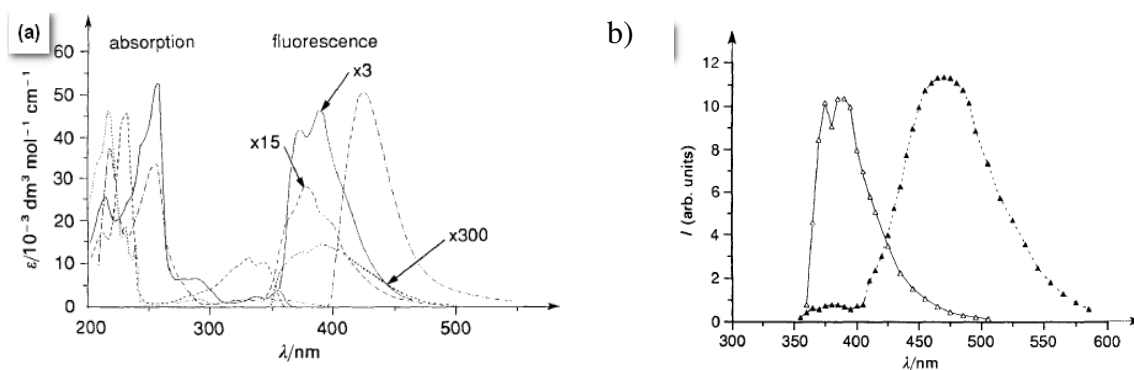 (a)
absorption
fluorescence
x3
x15
x300
60
50
40
30
20
10
0
ε/10⁻³ dm³ mol⁻¹ cm⁻¹
200
300
400
500
λ/nm
b)
12
10
8
6
4
2
0
I (arb. units)
300
350
400
450
500
550
600
λ/nm